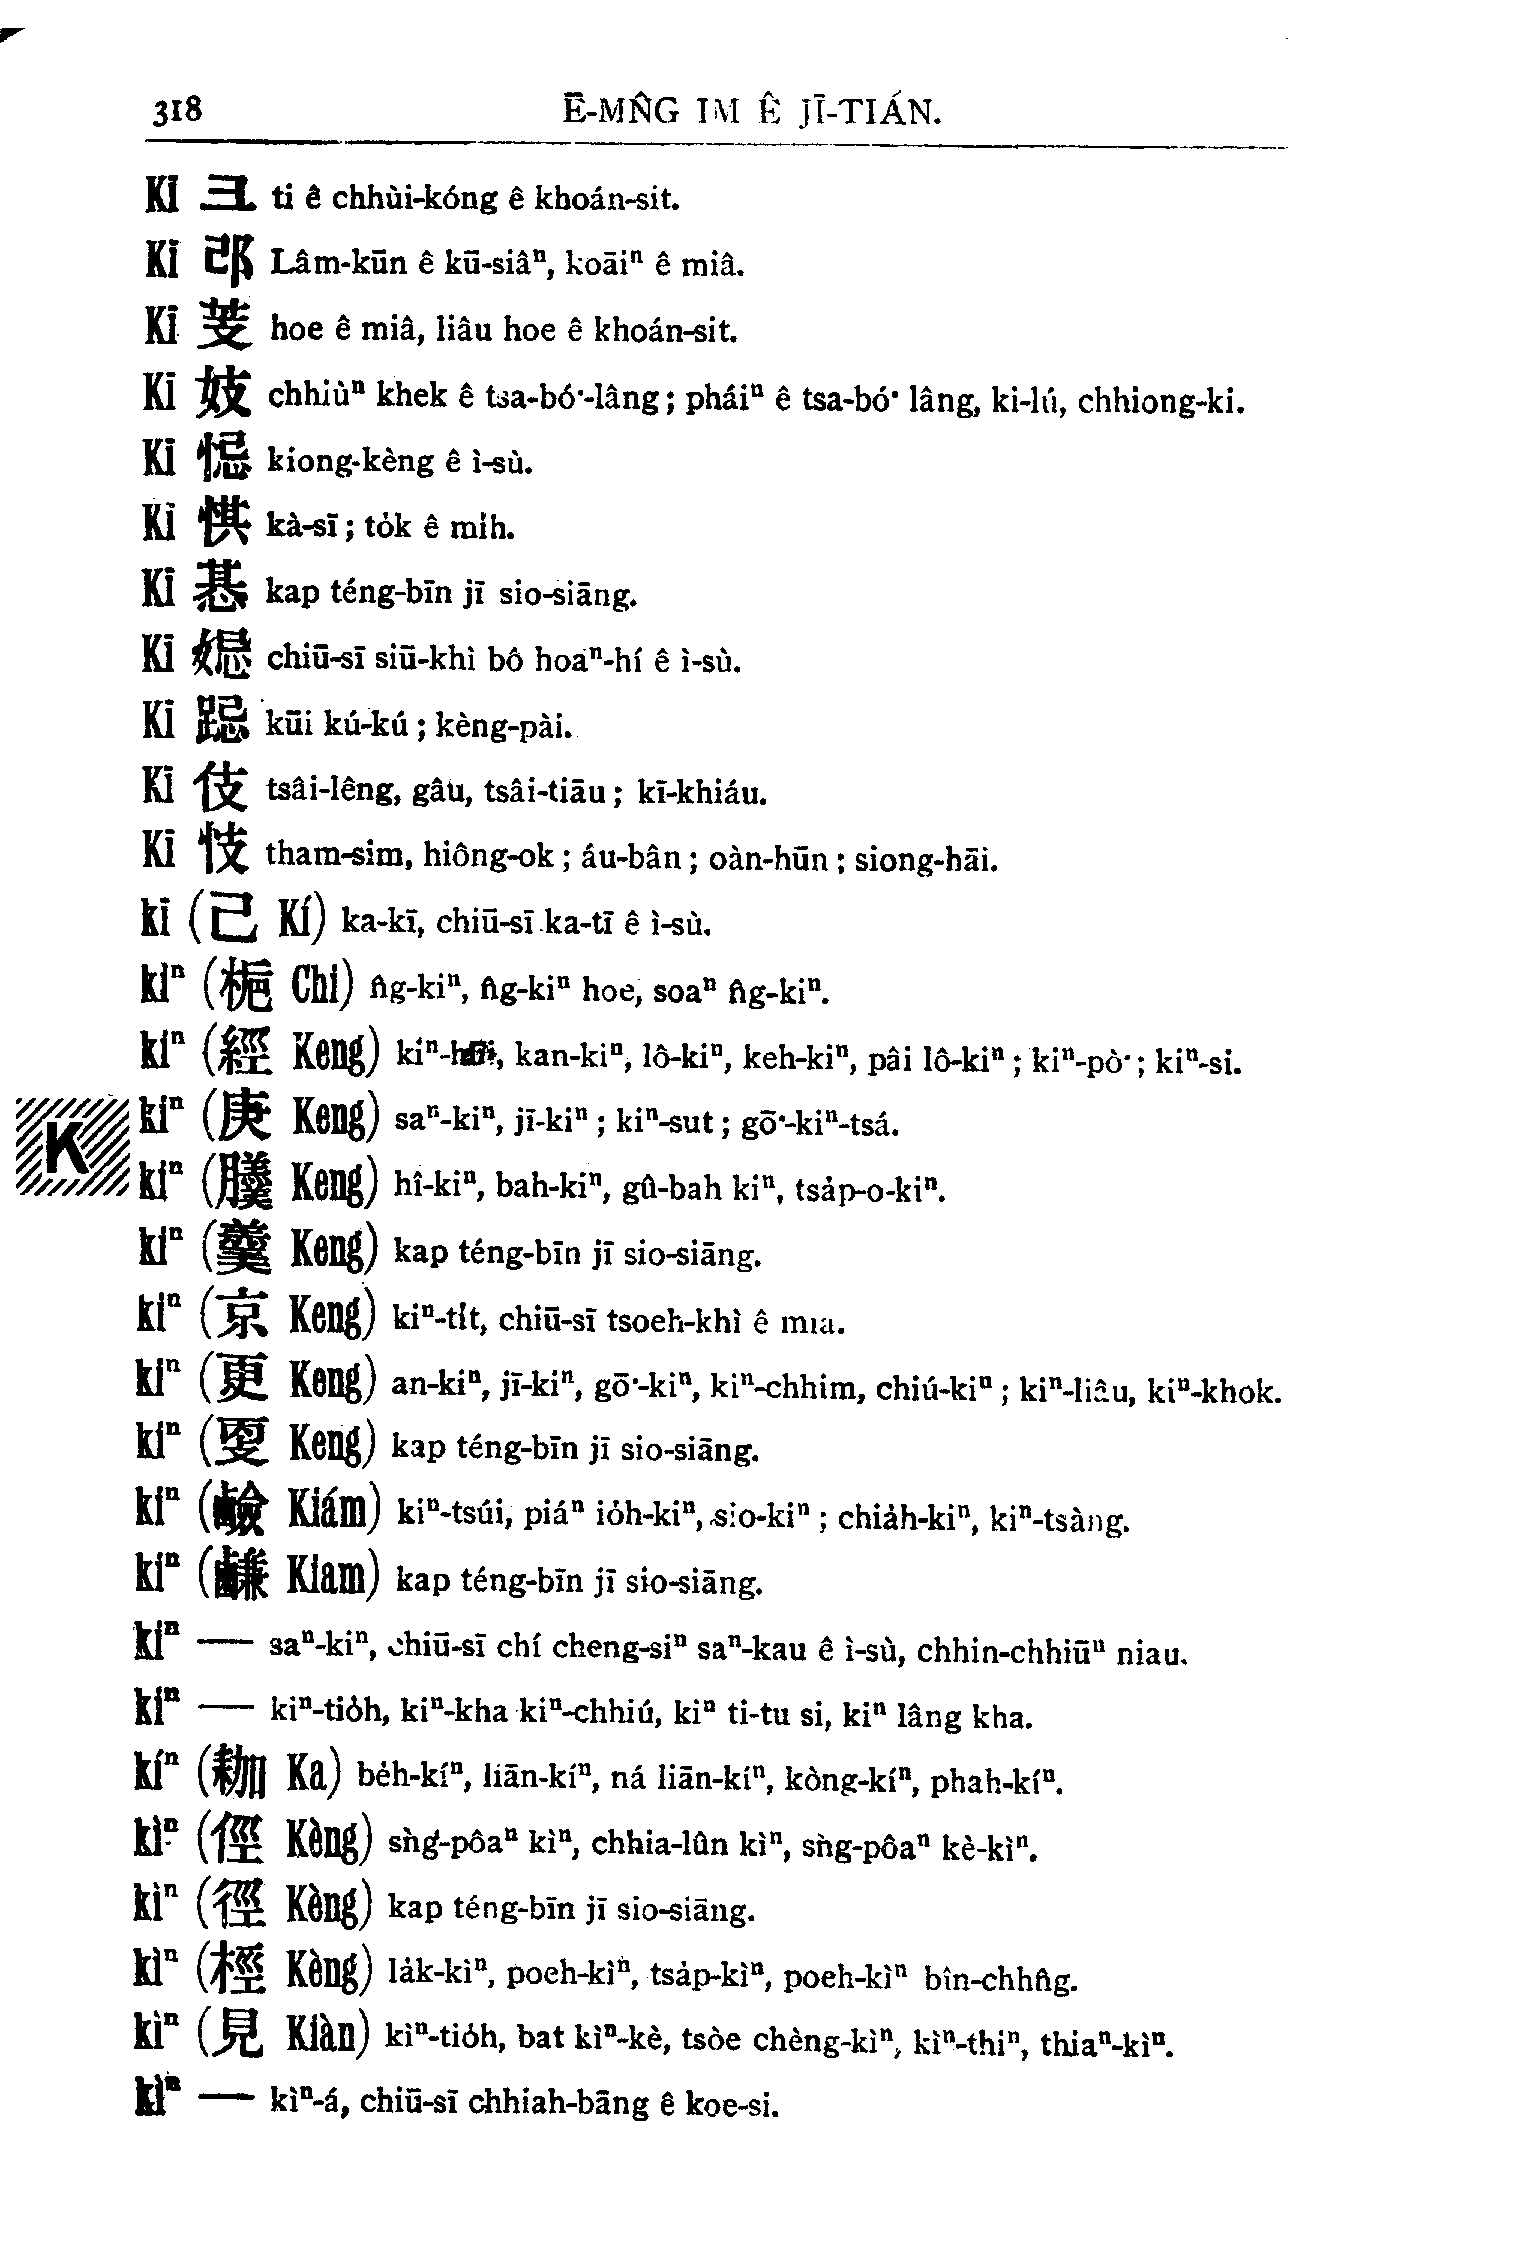 318 Ē-MN̂G IM Ê JĪ-TIÁN.
Kī 彑 ti ê chhùi-kóng ê khoán-sit.
Kī 邔 Lâm-kūn ê kū-siâⁿ, koāiⁿ ê miâ.
Kī 芰 hoe ê miâ, liâu hoe ê khoán-sit.
Kī 妓 chhiùⁿ khek ê tsa-bó͘-lâng; pháiⁿ ê tsa-bó͘ lâng, ki-lú, chhiong-ki.
Kī kiong-kèng ê ì-sù.
Kī 惎 kà-sī; to̍k ê mi̍h.
Kī 惎 kap téng-bīn jī sio-siāng.
Kī chiū-sī siū-khì bô hoaⁿ-hí ê ì-sù.
Kī 跽 kūi kú-kú; kèng-pài.
Kī 伎 tsâi-lêng, gâu, tsâi-tiāu; kī-khiáu.
Kī 忮 tham-sim, hiông-ok; áu-bân; oàn-hūn; siong-hāi.
kī (己 Kí) ka-kī, chiū-sī ka-tī ê ì-sù.
kiⁿ (梔 Chi) n̂g-kiⁿ, n̂g-kiⁿ hoe, soaⁿ n̂g-kiⁿ.
kiⁿ (經 Keng) kiⁿ- kan-kiⁿ, lô-kiⁿ, keh-kiⁿ, pâi lô-kiⁿ; kiⁿ-pò͘; kiⁿ-si.
K
kiⁿ (庚 Keng) saⁿ-kiⁿ, jī-kiⁿ; kiⁿ-sut; gō͘-kiⁿ-tsá.
kiⁿ (Keng) hî-kiⁿ, bah-kiⁿ, gû-bah kiⁿ, tsa̍p-o-kiⁿ.
kiⁿ (羹 Keng) kap téng-bīn jī sio-siāng.
kiⁿ (京 Keng) kiⁿ-ti̍t, chiū-sī tsoeh-khì ê miâ.
kiⁿ (更 Keng) an-kiⁿ, jī-kiⁿ, gō͘-kiⁿ, kiⁿ-chhim, chiú-kiⁿ; kiⁿ-liâu, kiⁿ-khok.
kiⁿ (Keng) kap téng-bīn jī sio-siāng.
kiⁿ (鹼 Kiám) kiⁿ-tsúi, piáⁿ io̍h-kiⁿ, sio-kiⁿ; chia̍h-kiⁿ, kiⁿ-tsàng.
kiⁿ (鹻 Kiam) kap téng-bīn jī sio-siāng.
kiⁿ — saⁿ-kiⁿ, chiū-sī chí cheng-siⁿ saⁿ-kau ê ì-sù, chhin-chhiūⁿ niau.
kiⁿ — kiⁿ-tio̍h, kiⁿ-kha kiⁿ-chhiú, kiⁿ ti-tu si, kiⁿ lâng kha.
kíⁿ (耞 Ka) be̍h-kíⁿ, liān-kíⁿ, ná liān-kíⁿ, kòng-kíⁿ, phah-kíⁿ.
kìⁿ (俓 Kèng) sǹg-pôaⁿ kìⁿ, chhia-lûn kìⁿ, sǹg-pôaⁿ kè-kìⁿ.
kìⁿ (徑 Kèng) kap téng-bīn jī sio-siāng.
kìⁿ (桱 Kèng) la̍k-kìⁿ, poeh-kìⁿ, tsa̍p-kìⁿ, poeh-kìⁿ bîn-chhn̂g.
kìⁿ (見 Kiàn) kìⁿ-tio̍h, bat kìⁿ-kè, tsòe chèng-kìⁿ, kìⁿ-thiⁿ, thiaⁿ-kìⁿ.
kìⁿ — kìⁿ-á, chiū-sī chhiah-bāng ê koe-si.